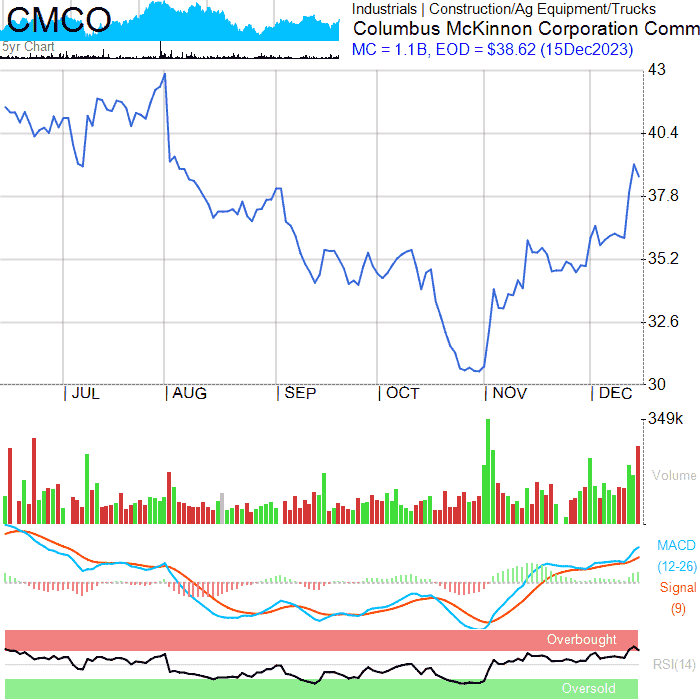 CMCO
5yr Chart
Industrials | Construction/Ag Equipment/Trucks
Columbus McKinnon Corporation Comm
MC = 1.1B, EOD = $38.62 (15Dec2023)
43
40.4
37.8
35.2
32.6
30
| JUL | AUG | SEP | OCT | NOV | DEC
349k
Volume
MACD
(12-26)
Signal
(9)
Overbought
RSI(14)
Oversold